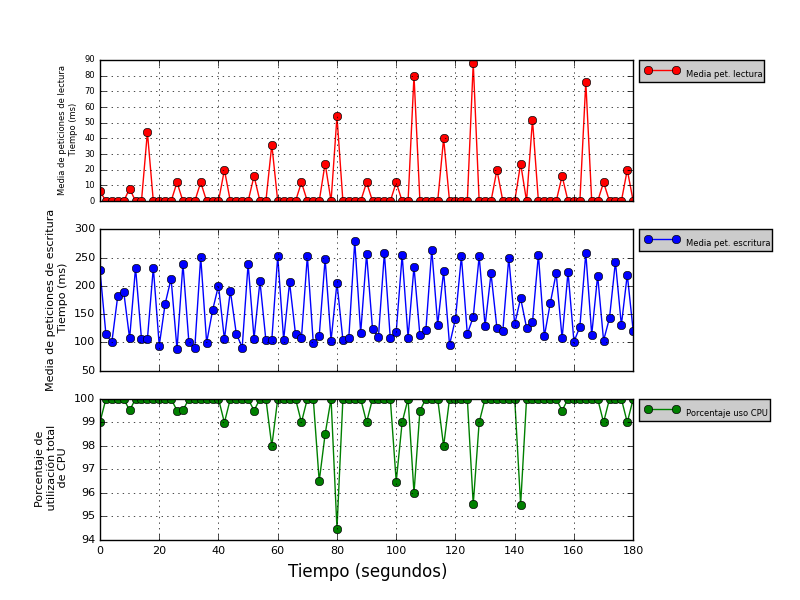 Media de peticiones de lectura
Tiempo (ms)
90
80
70
60
50
40
30
20
10
0
Media pet. lectura
Media de peticiones de escritura
Tiempo (ms)
300
250
200
150
100
50
Media pet. escritura
Porcentaje de
utilización total
de CPU
100
99
98
97
96
95
94
Porcentaje uso CPU
0 20 40 60 80 100 120 140 160 180
Tiempo (segundos)